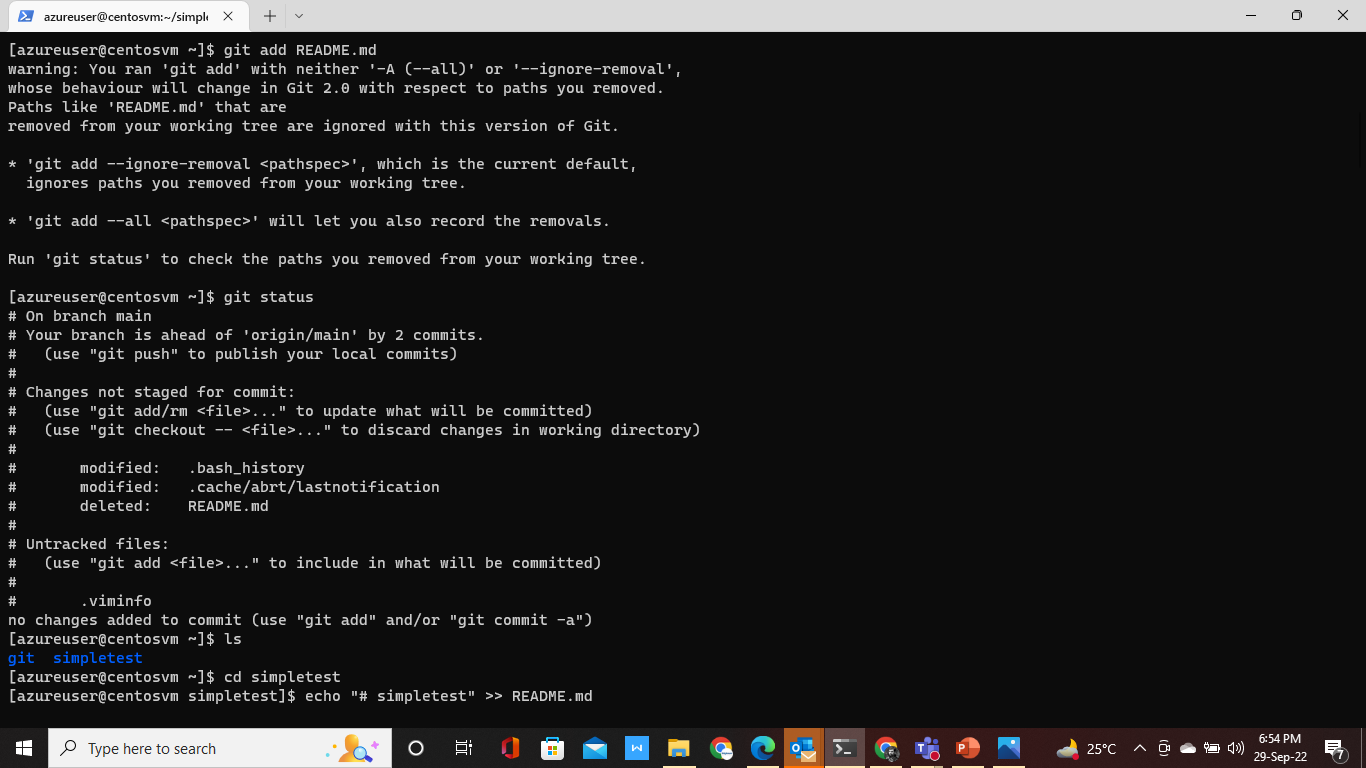 azureuser@centosvm:~/simple
[azureuser@centosvm ~]$ git add README.md
warning: You ran 'git add' with neither '-A (--all)' or '--ignore-removal',
whose behaviour will change in Git 2.0 with respect to paths you removed.
Paths like 'README.md' that are
removed from your working tree are ignored with this version of Git.
* 'git add --ignore-removal <pathspec>', which is the current default,
  ignores paths you removed from your working tree.
* 'git add --all <pathspec>' will let you also record the removals.
Run 'git status' to check the paths you removed from your working tree.
[azureuser@centosvm ~]$ git status
# On branch main
# Your branch is ahead of 'origin/main' by 2 commits.
#   (use "git push" to publish your local commits)
#
# Changes not staged for commit:
#   (use "git add/rm <file>..." to update what will be committed)
#   (use "git checkout -- <file>..." to discard changes in working directory)
#
#       modified:   .bash_history
#       modified:   .cache/abrt/lastnotification
#       deleted:    README.md
#
# Untracked files:
#   (use "git add <file>..." to include in what will be committed)
#
#       .viminfo
no changes added to commit (use "git add" and/or "git commit -a")
[azureuser@centosvm ~]$ ls
git  simpletest
[azureuser@centosvm ~]$ cd simpletest
[azureuser@centosvm simpletest]$ echo "# simpletest" >> README.md
Type here to search
25°C
6:54 PM
29-Sep-22
7